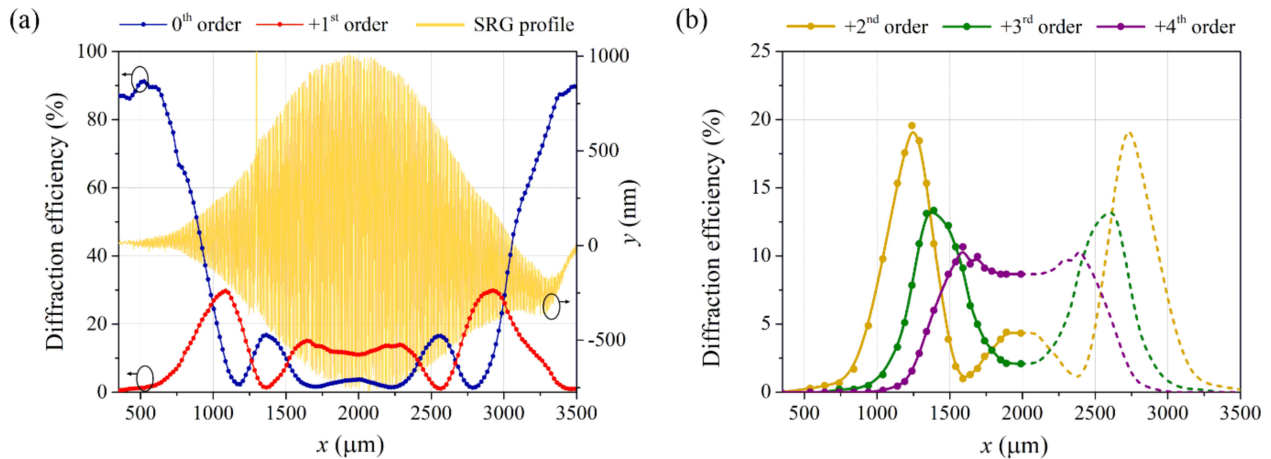 (a)
0th order +1st order SRG profile
100
80
60
40
20
0
Diffraction efficiency (%)
1000
500
0
-500
y (nm)
500 1000 1500 2000 2500 3000 3500
x (μm)
(b)
+2nd order +3rd order +4th order
25
20
15
10
5
0
Diffraction efficiency (%)
500 1000 1500 2000 2500 3000 3500
x (μm)